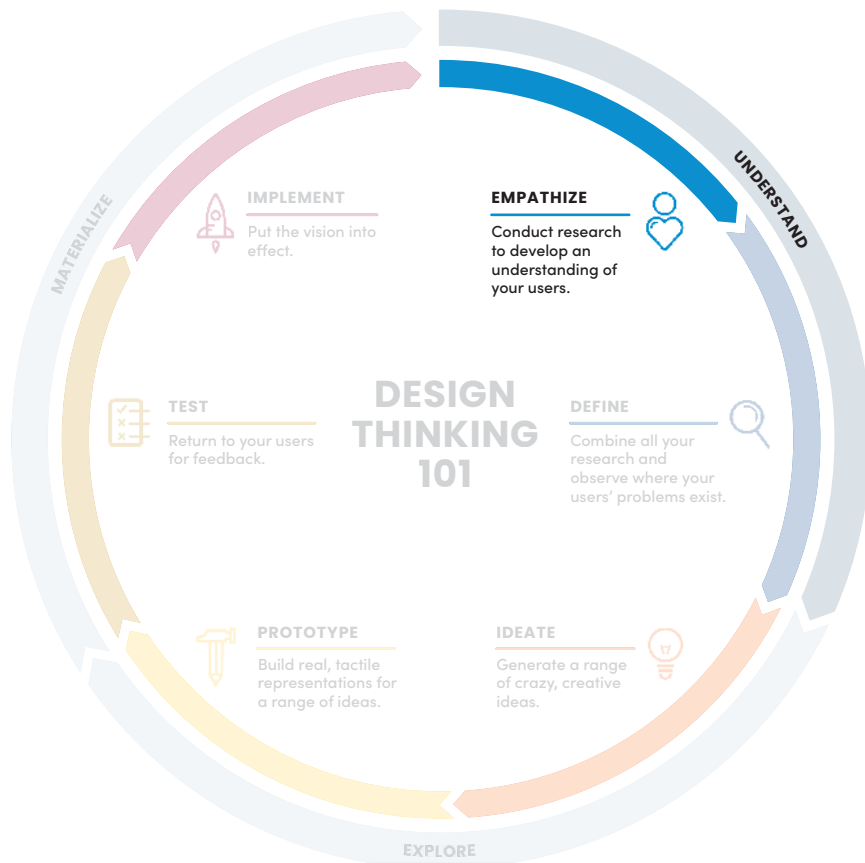 UNDERSTAND
EMPATHIZE
Conduct research
to develop an
understanding of
your users.
DEFINE
Combine all your
research and
observe where your
users' problems exist.
EXPLORE
IDEATE
Generate a range
of crazy, creative
ideas.
PROTOTYPE
Build real, tactile
representations for
a range of ideas.
MATERIALIZE
TEST
Return to your users
for feedback.
IMPLEMENT
Put the vision into
effect.
DESIGN
THINKING
101